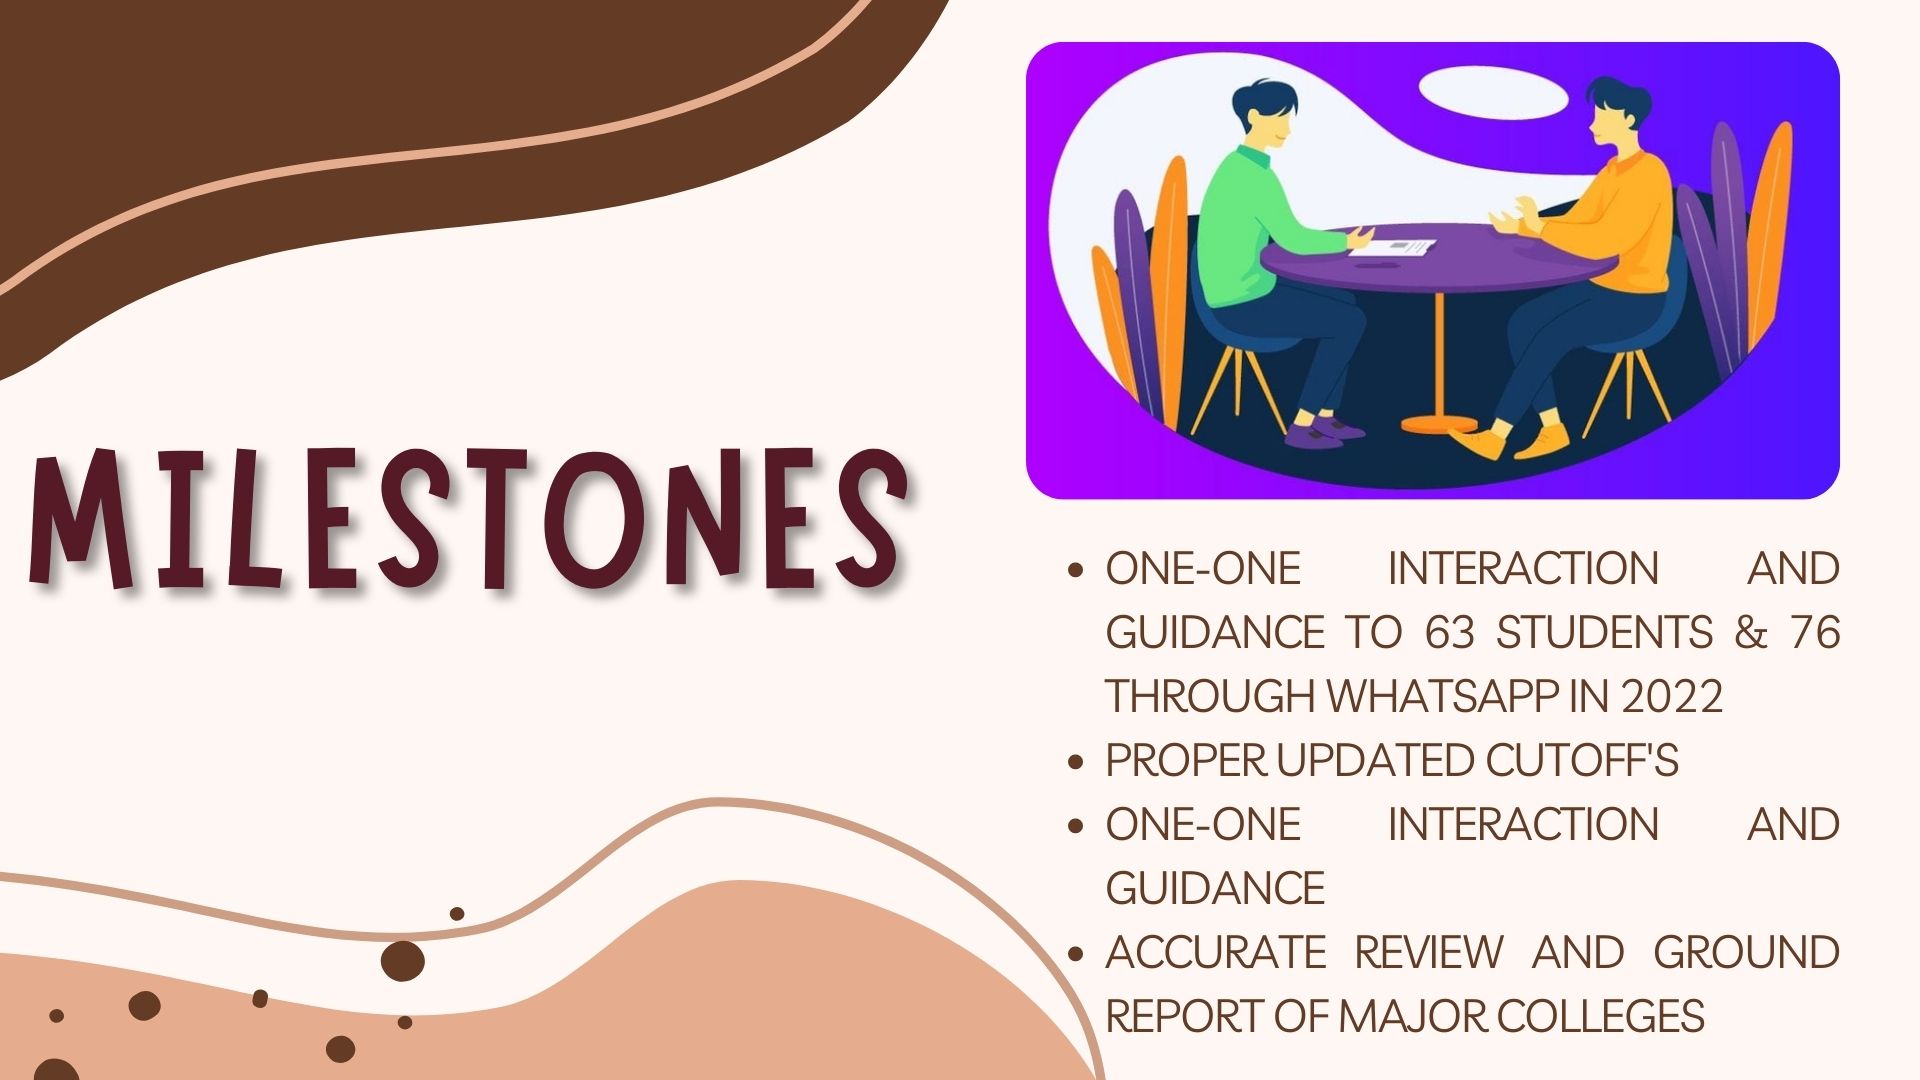 MILESTONES
• ONE-ONE INTERACTION AND
GUIDANCE TO 63 STUDENTS & 76
THROUGH WHATSAPP IN 2022
• PROPER UPDATED CUTOFF'S
• ONE-ONE INTERACTION AND
GUIDANCE
• ACCURATE REVIEW AND GROUND
REPORT OF MAJOR COLLEGES